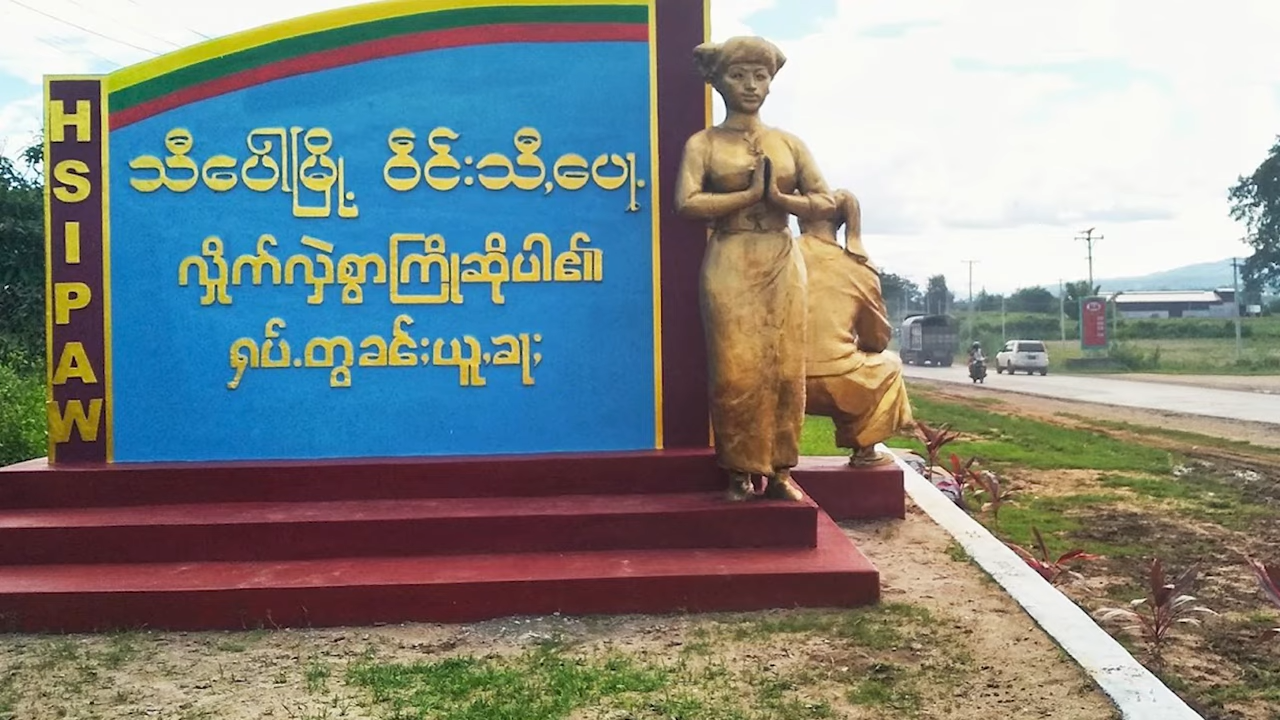 HSIPAW
သီပေါမြို့ ဝဵင်းသီႇပေႃႉ
လှိုက်လှဲစွာကြိုဆိုပါ၏။
ႁပ်ႉတွၼ်ႈယူႇၶႃႈ